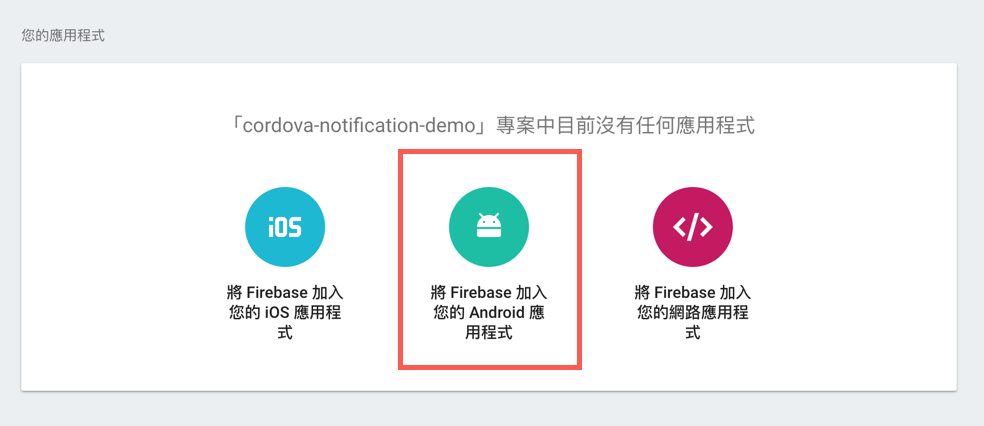 您的應用程式
「cordova-notification-demo」專案中目前沒有任何應用程式
iOS
將 Firebase 加入
您的 iOS 應用程
式
將 Firebase 加入
您的 Android 應
用程式
</>
將 Firebase 加入
您的網路應用程
式